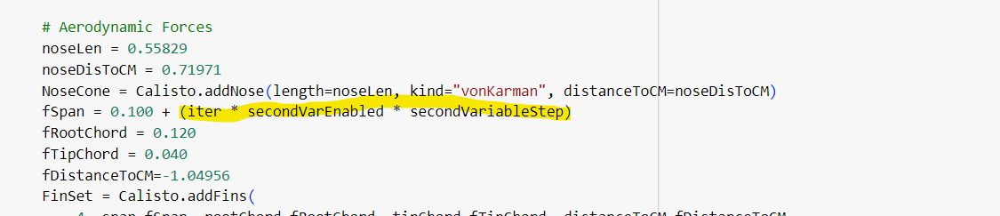 # Aerodynamic Forces
noseLen = 0.55829
noseDisToCM = 0.71971
NoseCone = Calisto.addNose(length=noseLen, kind="vonKarman", distanceToCM=noseDisToCM)
fSpan = 0.100 + (iter * secondVarEnabled * secondVariableStep)
fRootChord = 0.120
fTipChord = 0.040
fDistanceToCM=-1.04956
FinSet = Calisto.addFins(
4, span=fSpan, rootChord=fRootChord, tipChord=fTipChord, distanceToCM=fDistanceToCM